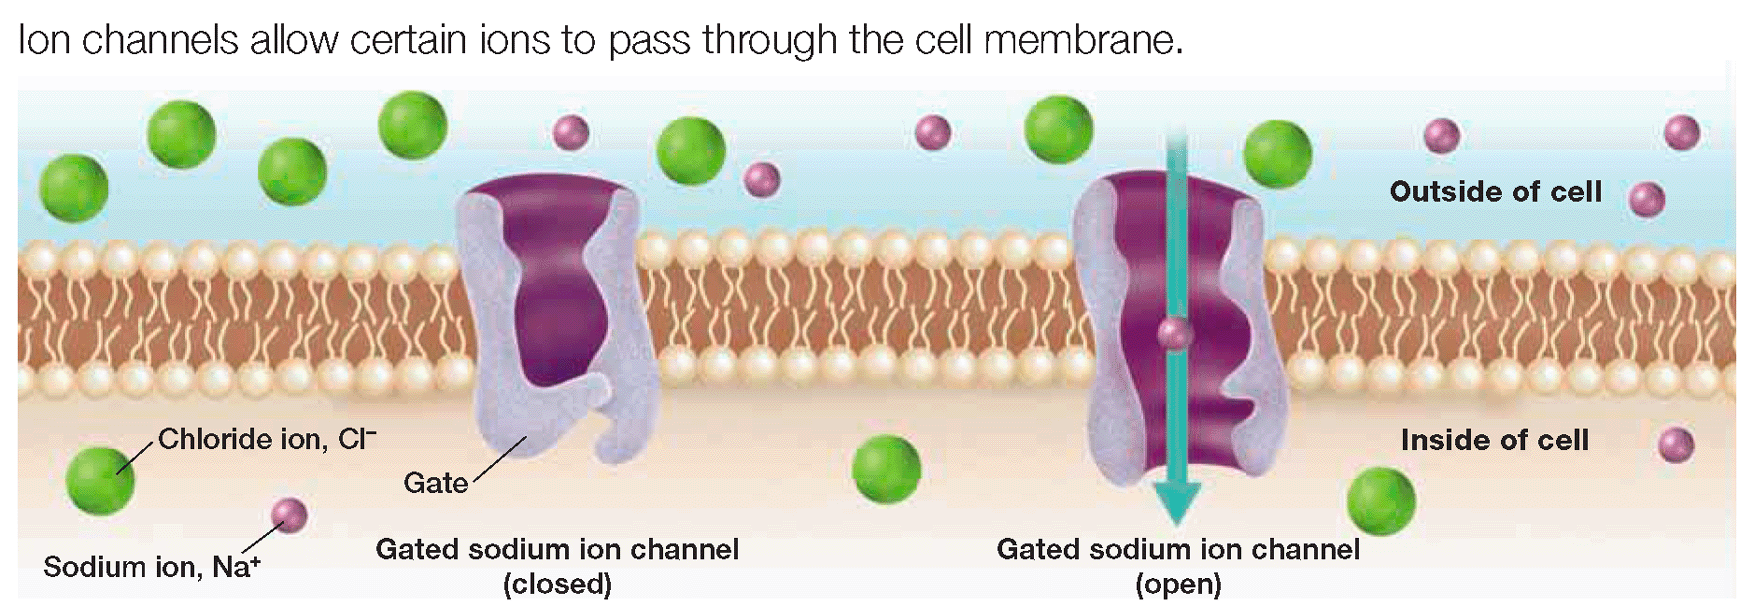 Ion channels allow certain ions to pass through the cell membrane.
Outside of cell
Chloride ion, Cl⁻
Inside of cell
Gate
Sodium ion, Na⁺
Gated sodium ion channel
(closed)
Gated sodium ion channel
(open)